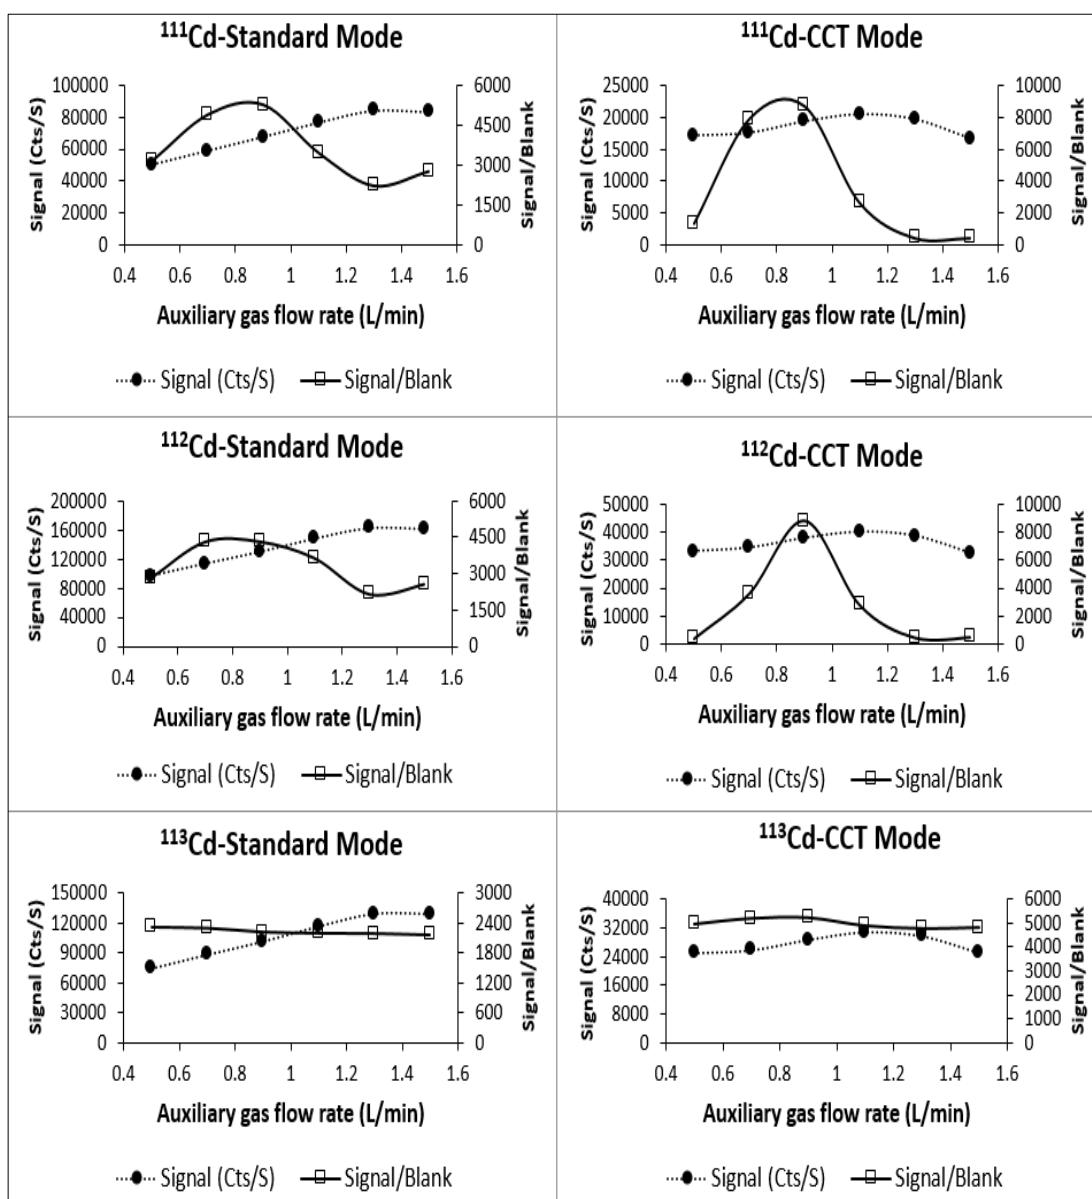 ¹¹¹Cd-Standard Mode
Signal (Cts/S)
100000
80000
60000
40000
20000
0
6000
4500
3000
1500
0
Signal/Blank
0.4 0.6 0.8 1 1.2 1.4 1.6
Auxiliary gas flow rate (L/min)
Signal (Cts/S) Signal/Blank
¹¹¹Cd-CCT Mode
Signal (Cts/S)
25000
20000
15000
10000
5000
0
10000
8000
6000
4000
2000
0
Signal/Blank
0.4 0.6 0.8 1 1.2 1.4 1.6
Auxiliary gas flow rate (L/min)
Signal (Cts/S) Signal/Blank
¹¹²Cd-Standard Mode
Signal (Cts/S)
200000
160000
120000
80000
40000
0
6000
4500
3000
1500
0
Signal/Blank
0.4 0.6 0.8 1 1.2 1.4 1.6
Auxiliary gas flow rate (L/min)
Signal (Cts/S) Signal/Blank
¹¹²Cd-CCT Mode
Signal (Cts/S)
50000
40000
30000
20000
10000
0
10000
8000
6000
4000
2000
0
Signal/Blank
0.4 0.6 0.8 1 1.2 1.4 1.6
Auxiliary gas flow rate (L/min)
Signal (Cts/S) Signal/Blank
¹¹³Cd-Standard Mode
Signal (Cts/S)
150000
120000
90000
60000
30000
0
3000
2400
1800
1200
600
0
Signal/Blank
0.4 0.6 0.8 1 1.2 1.4 1.6
Auxiliary gas flow rate (L/min)
Signal (Cts/S) Signal/Blank
¹¹³Cd-CCT Mode
Signal (Cts/S)
40000
32000
24000
16000
8000
0
6000
5000
4000
3000
2000
1000
0
Signal/Blank
0.4 0.6 0.8 1 1.2 1.4 1.6
Auxiliary gas flow rate (L/min)
Signal (Cts/S) Signal/Blank